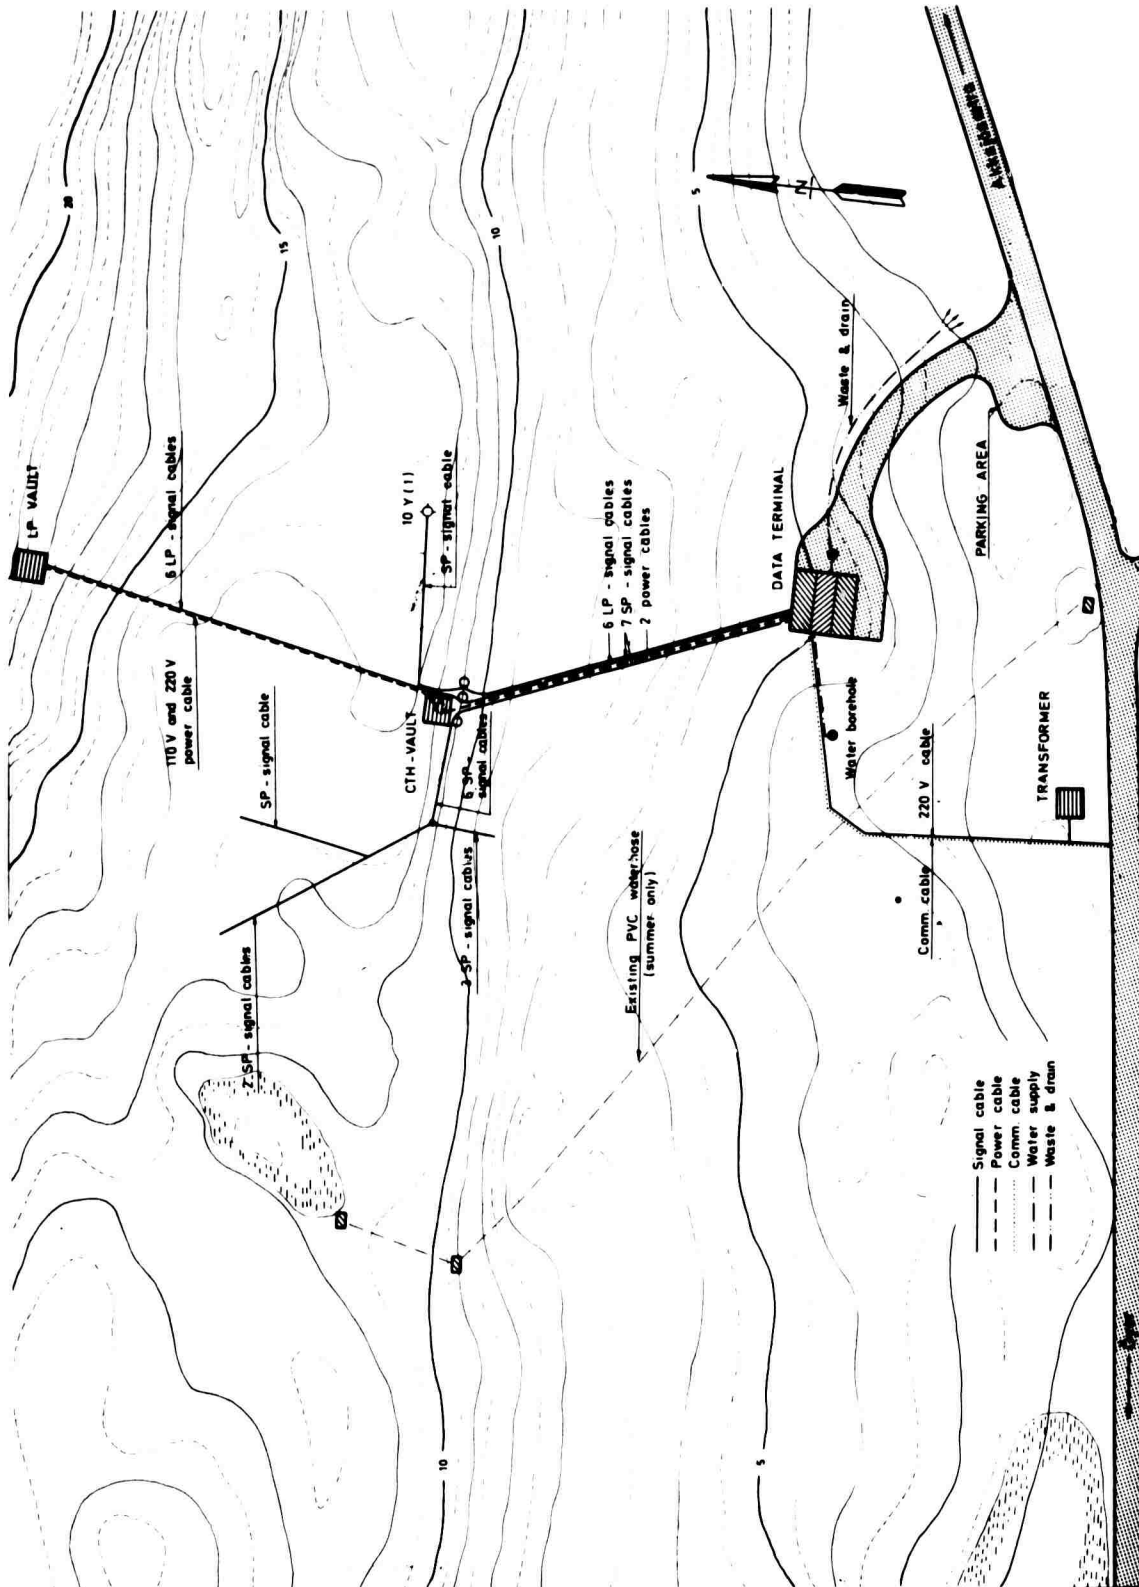 20
15
10
5
LP VAULT
6 LP - signal cables
110 V and 220 V
power cable
SP - signal cable
10 Y (1)
SP - signal cable
CTH - VAULT
6 SP -
signal cables
2 SP - signal cables
SP - signal cables
6 LP - signal cables
7 SP - signal cables
2 power cables
DATA TERMINAL
Waste & drain
PARKING AREA
Water borehole
TRANSFORMER
220 V cable
Comm. cable
Existing PVC waterhose
(summer only)
N
10
5
Signal cable
Power cable
Comm. cable
Water supply
Waste & drain